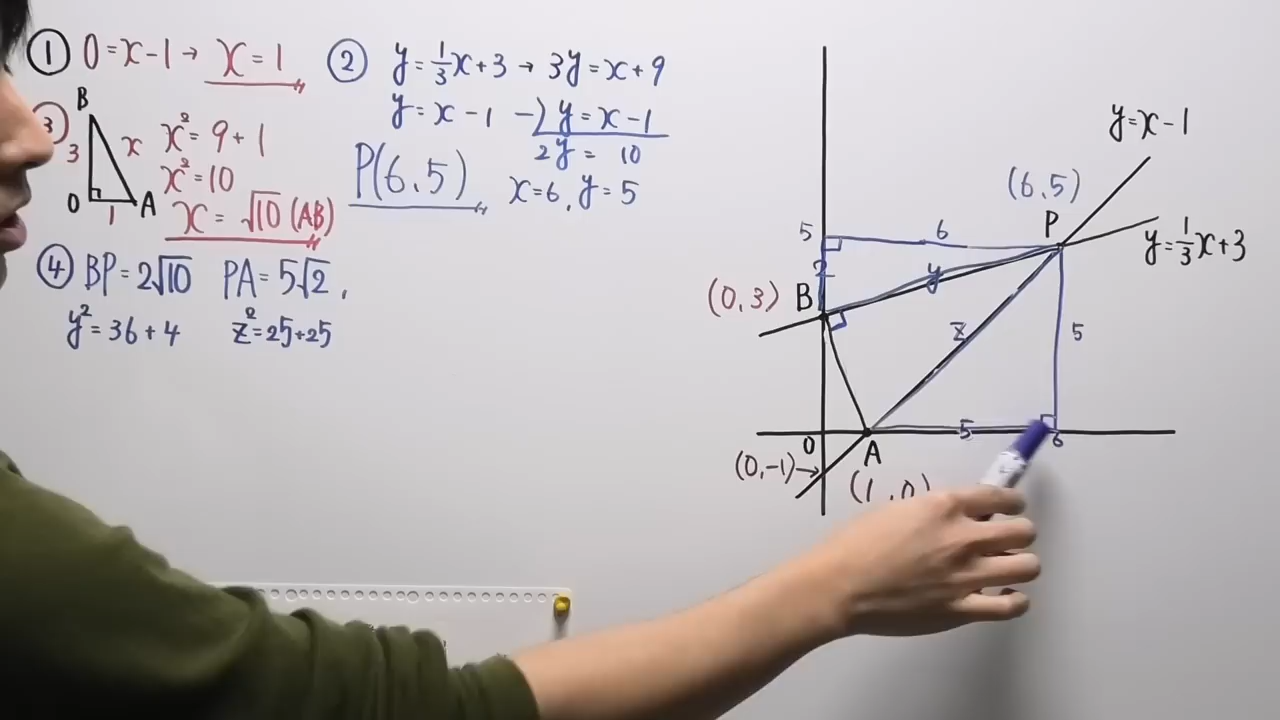 ① 0=x-1→ x=1
② y=1/3x+3→3y=x+9
y=x-1 -) y=x-1
2y= 10
P(6,5) x=6, y=5
③
B
3
x
O
1
A
x²=9+1
x²=10
x=√10(AB)
④ BP=2√10 PA=5√2,
y²=36+4 z²=25+25
y=x-1
(6,5)
P
y=1/3x+3
5
6
2
y
(0,3) B
z
5
0
A
5
6
(0,-1)→
(1,0)